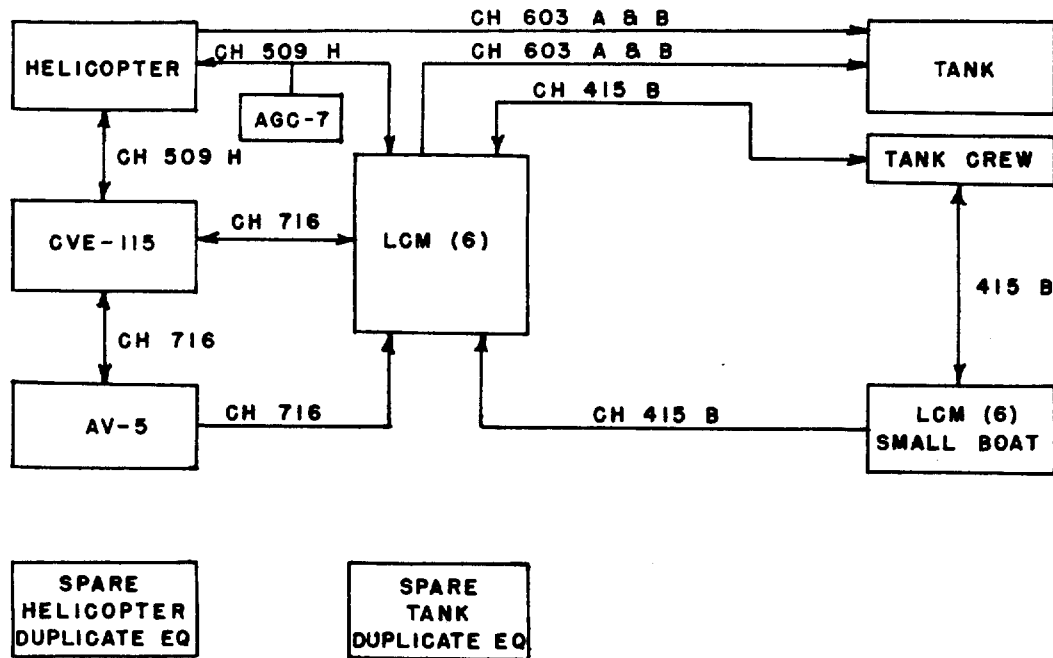 CH 603 A & B
HELICOPTER
CH 509 H
CH 603 A & B
TANK
CH 415 B
AGC-7
CH 509 H
TANK CREW
CVE-115
CH 716
LCM (6)
415 B
CH 716
AV-5
CH 716
CH 415 B
LCM (6)
SMALL BOAT
SPARE
HELICOPTER
DUPLICATE EQ
SPARE
TANK
DUPLICATE EQ